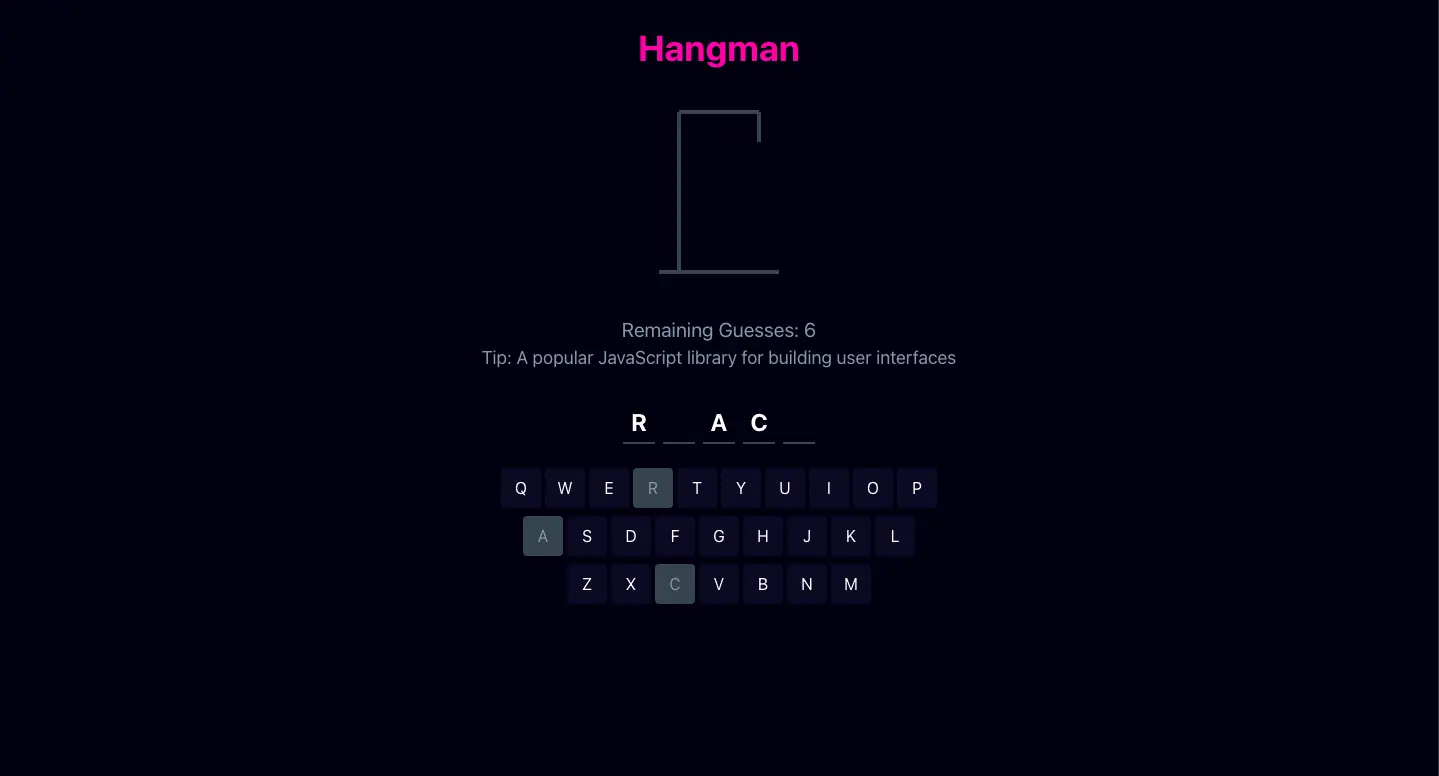 Hangman
Remaining Guesses: 6
Tip: A popular JavaScript library for building user interfaces
R _ A C _
Q W E R T Y U I O P
A S D F G H J K L
Z X C V B N M